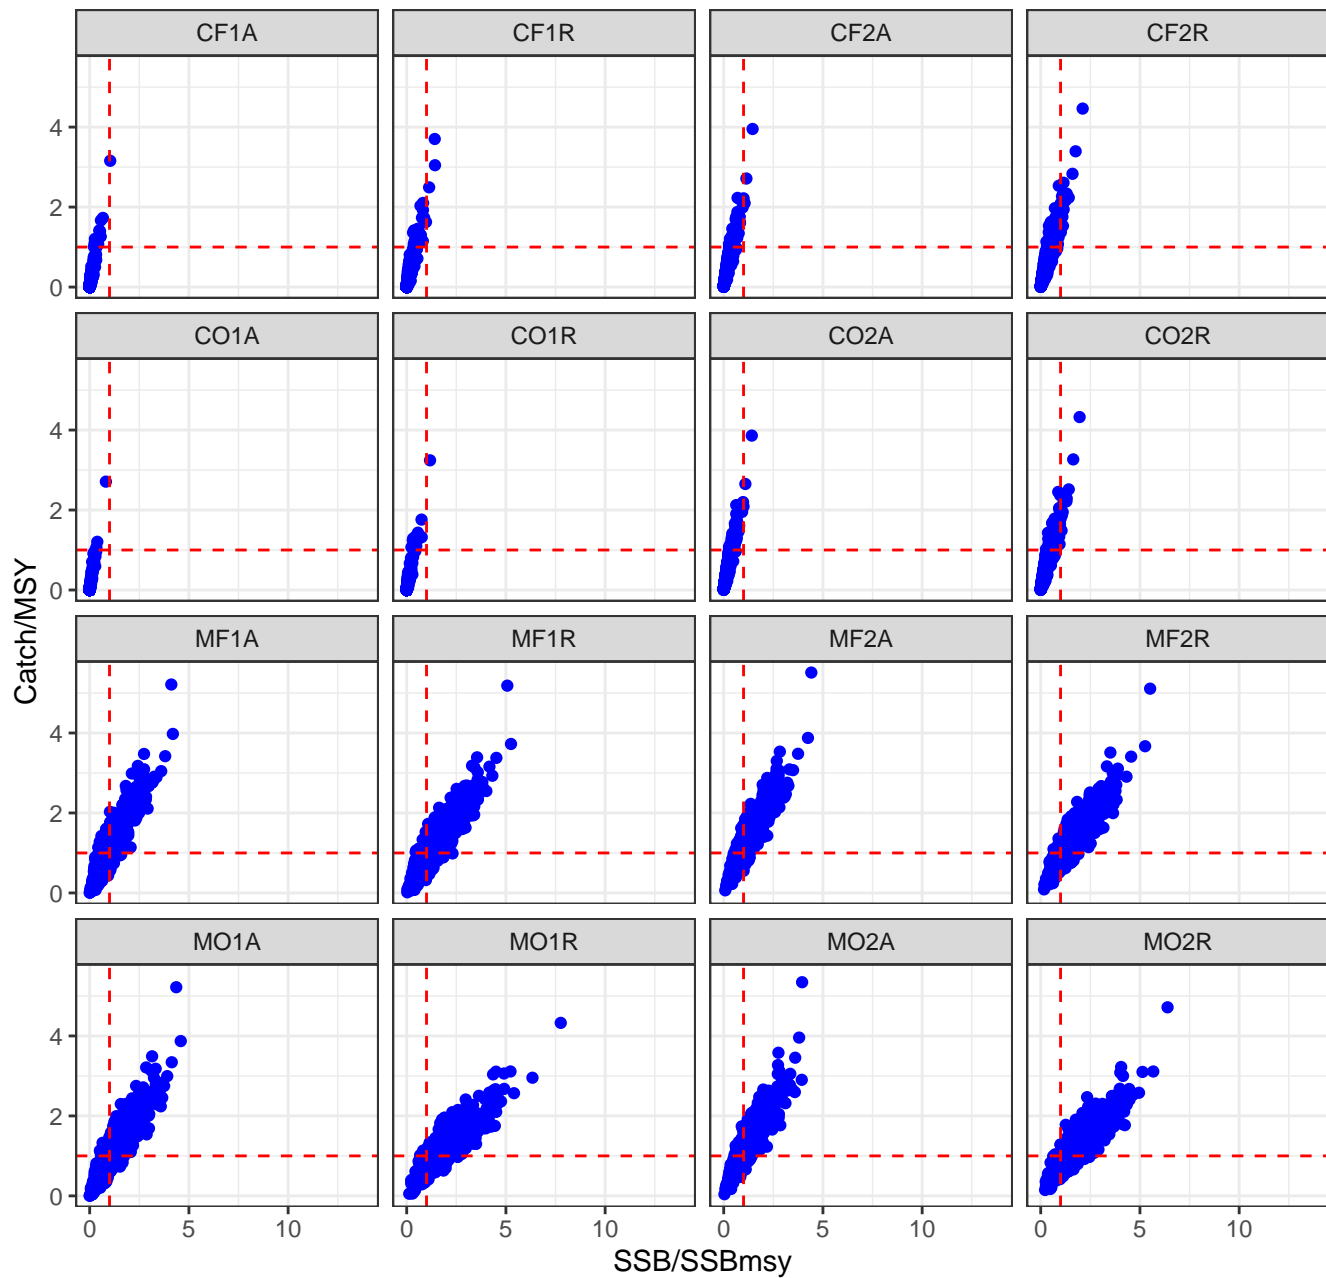 CF1A CF1R CF2A CF2R
4
2
0
CO1A CO1R CO2A CO2R
4
2
0
MF1A MF1R MF2A MF2R
4
2
0
MO1A MO1R MO2A MO2R
4
2
0
0 5 10 0 5 10 0 5 10 0 5 10
SSB/SSBmsy
Catch/MSY